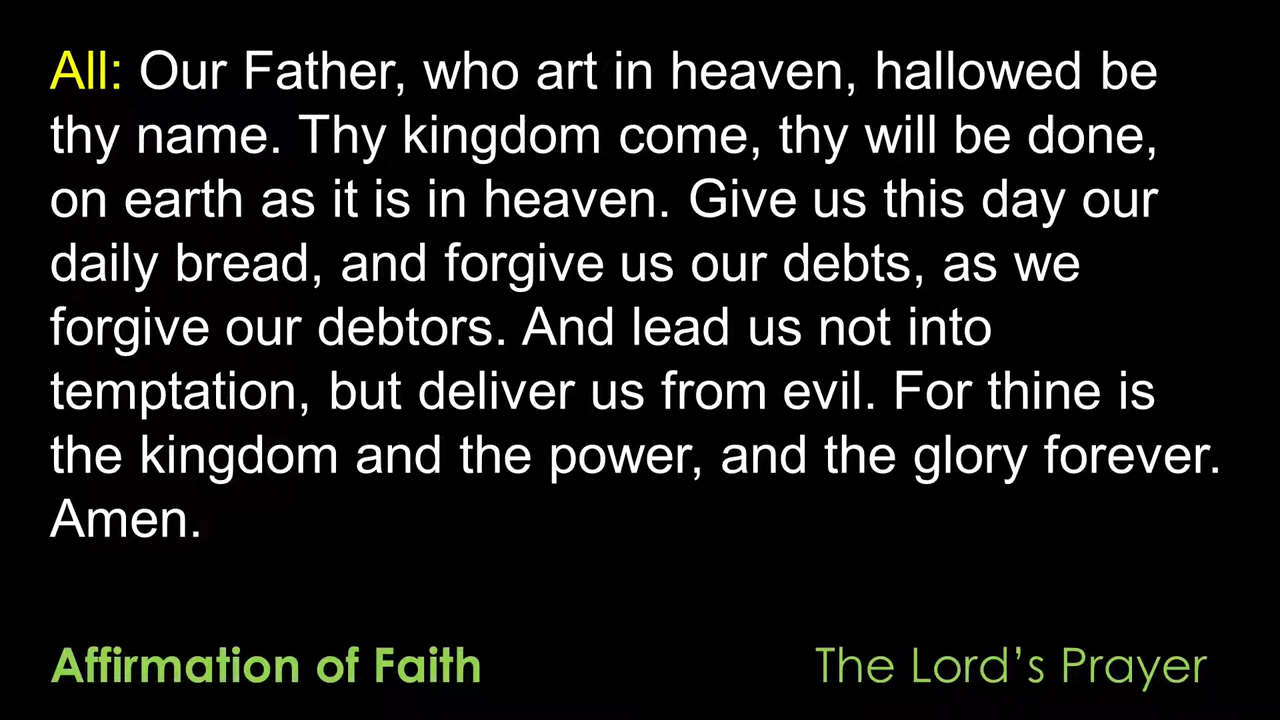 All: Our Father, who art in heaven, hallowed be
thy name. Thy kingdom come, thy will be done,
on earth as it is in heaven. Give us this day our
daily bread, and forgive us our debts, as we
forgive our debtors. And lead us not into
temptation, but deliver us from evil. For thine is
the kingdom and the power, and the glory forever.
Amen.
Affirmation of Faith
The Lord’s Prayer